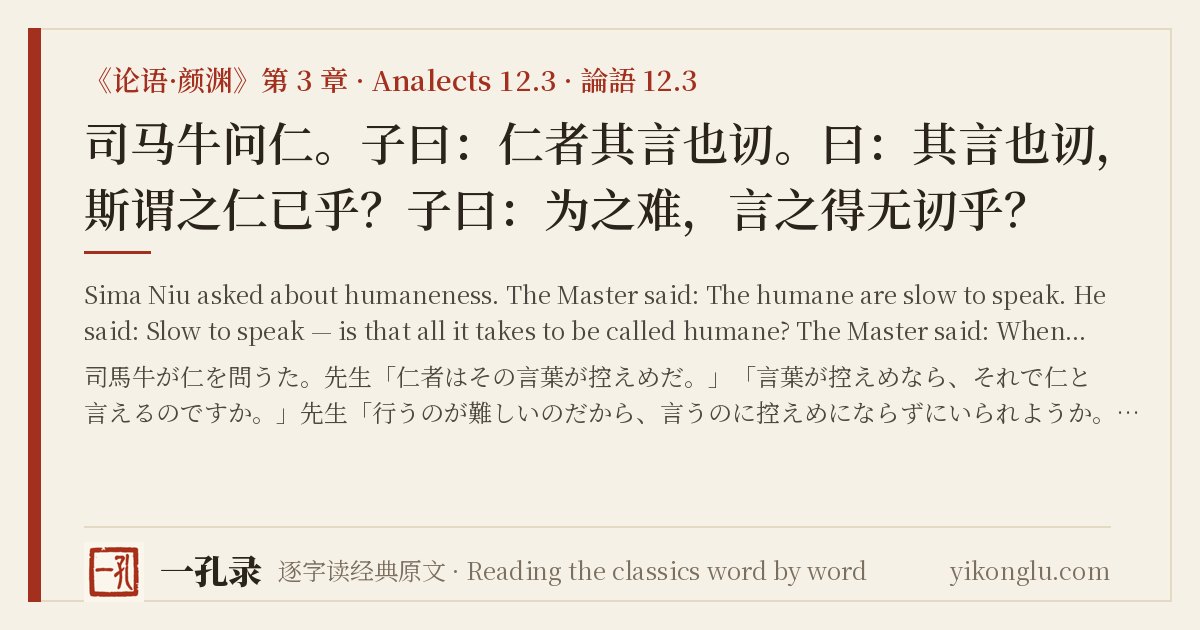 《论语·颜渊》第 3 章 · Analects 12.3 · 論語 12.3
司马牛问仁。子曰：仁者其言也讱。曰：其言也讱，
斯谓之仁已乎？子曰：为之难，言之得无讱乎？
Sima Niu asked about humaneness. The Master said: The humane are slow to speak. He
said: Slow to speak — is that all it takes to be called humane? The Master said: When...
司馬牛が仁を問うた。先生「仁者はその言葉が控えめだ。」「言葉が控えめなら、それで仁と
言えるのですか。」先生「行うのが難しいのだから、言うのに控えめにならずにいられようか。…
一孔
一孔录 逐字读经典原文 · Reading the classics word by word yikonglu.com